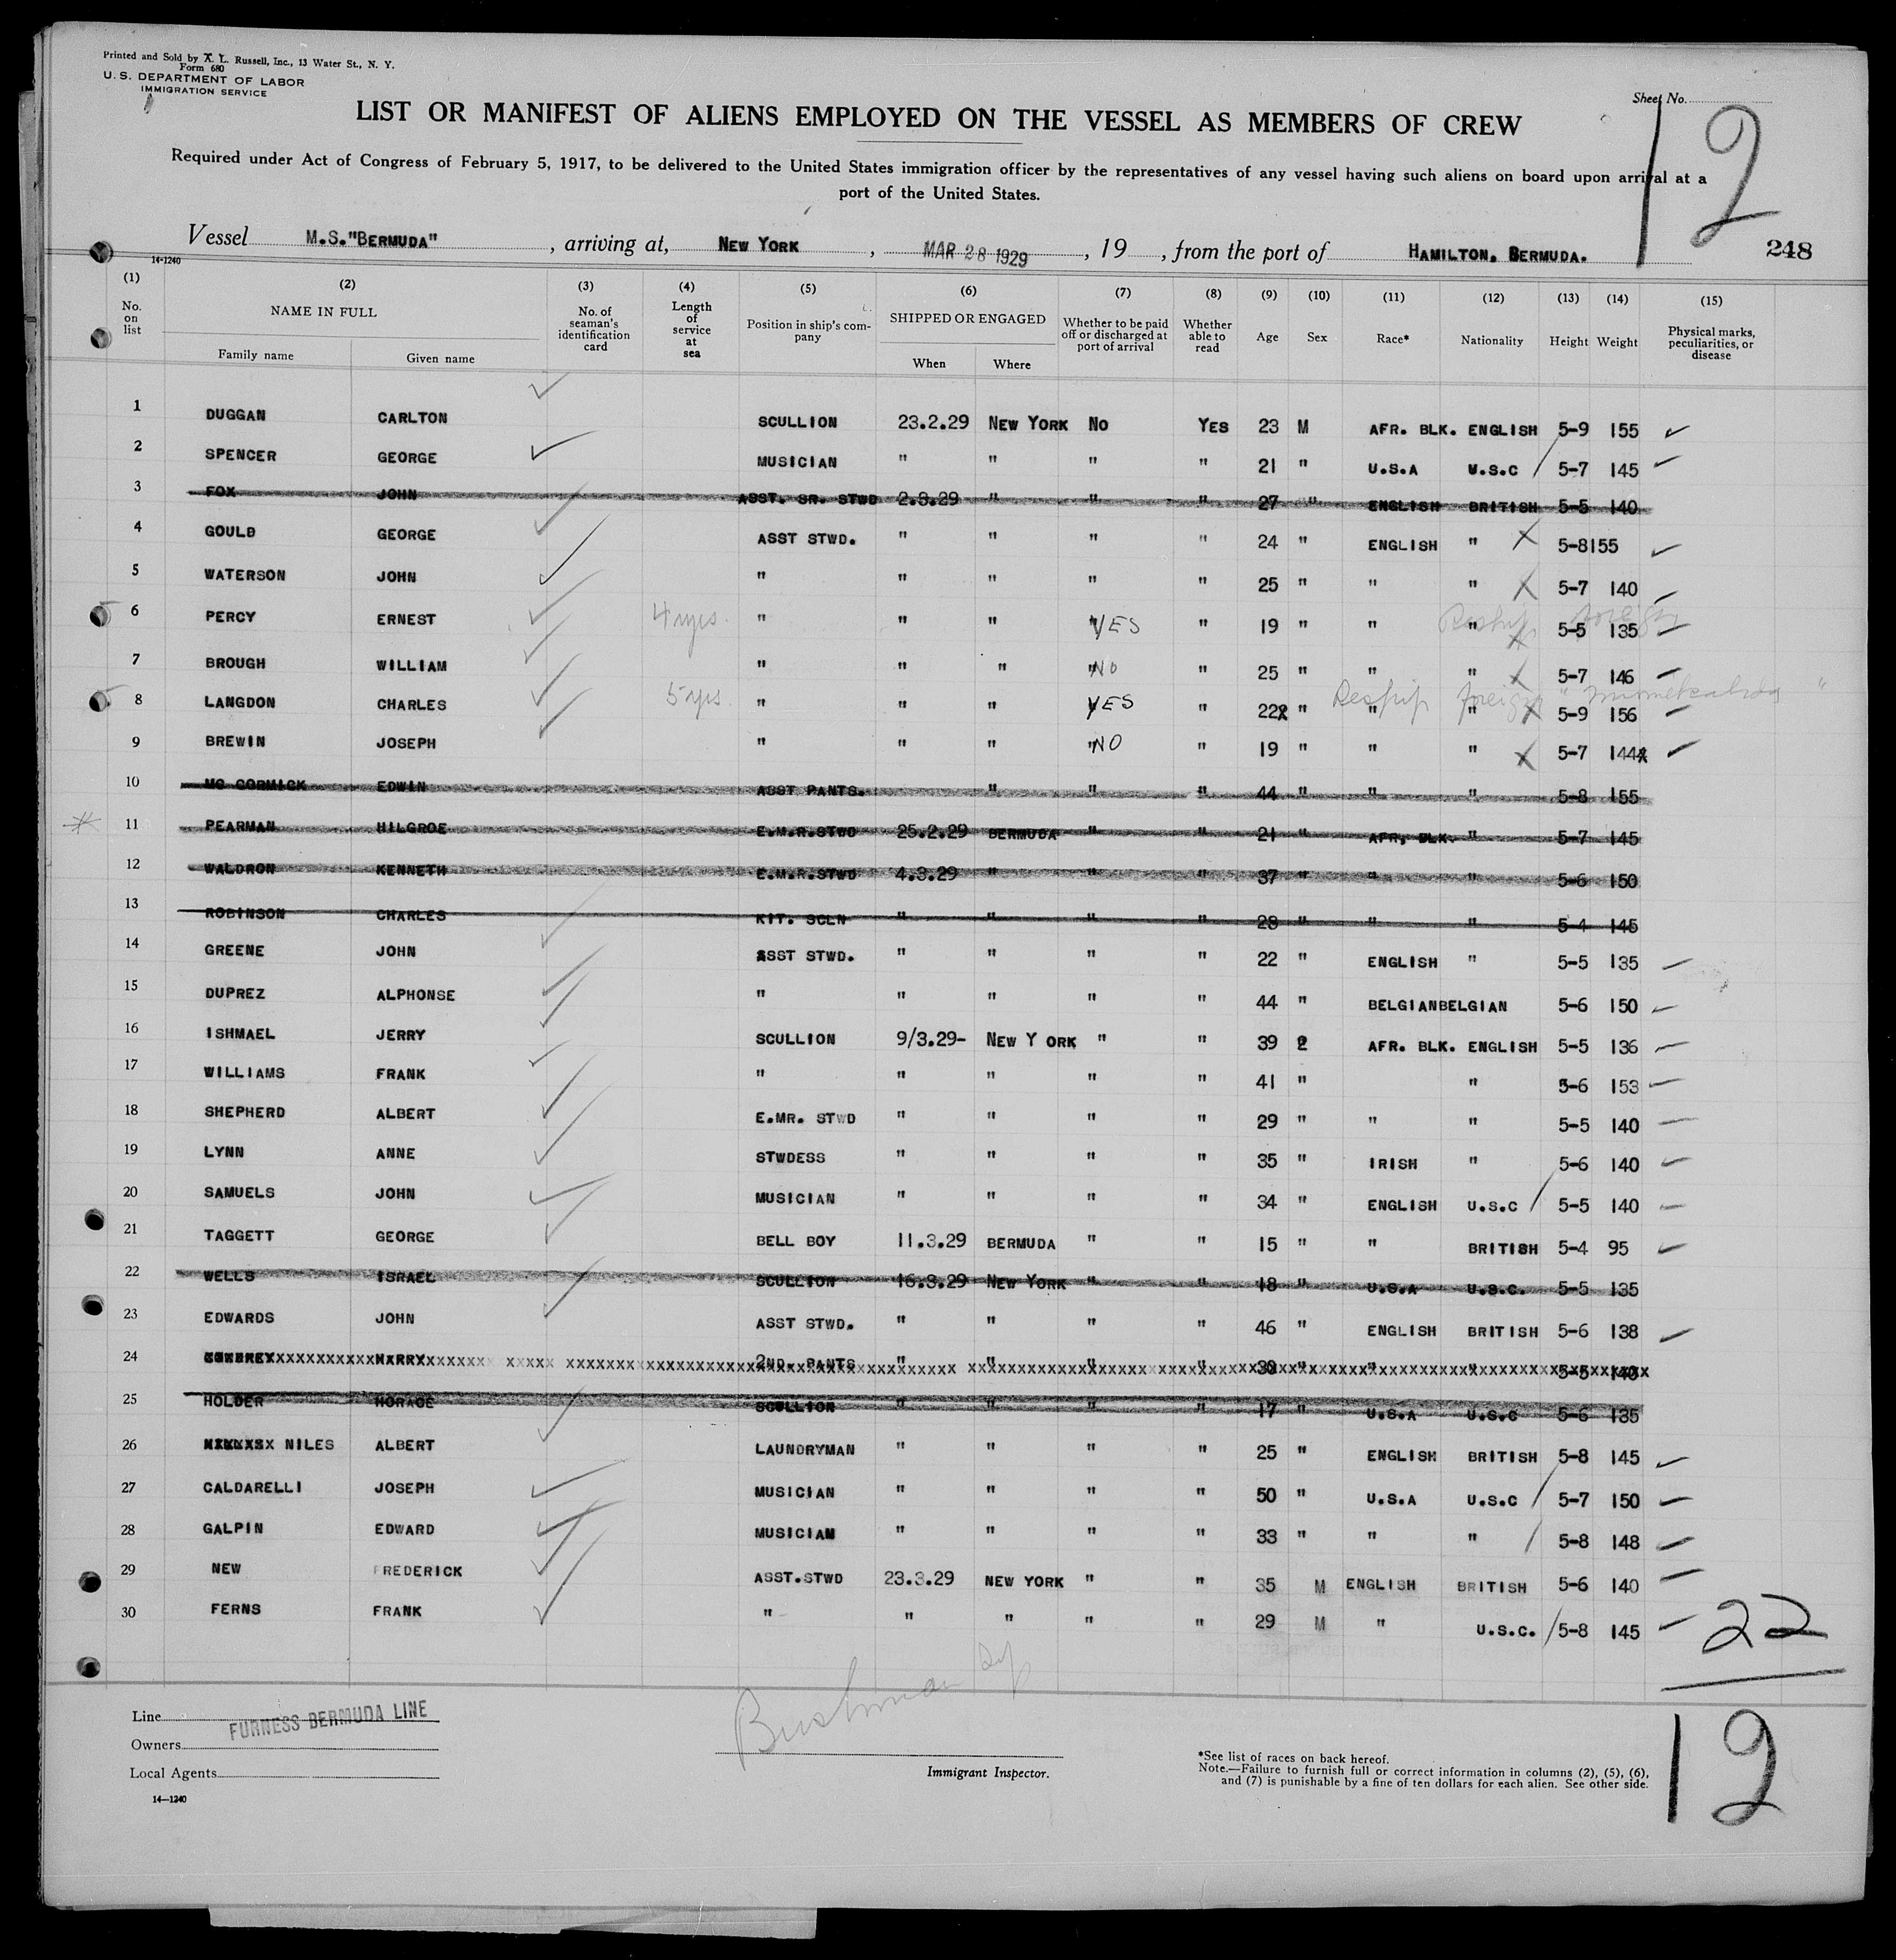 Printed and Sold by A. L. Russell, Inc., 13 Water St., N. Y.
Form 680
U. S. DEPARTMENT OF LABOR
IMMIGRATION SERVICE
Sheet No.
12
LIST OR MANIFEST OF ALIENS EMPLOYED ON THE VESSEL AS MEMBERS OF CREW
Required under Act of Congress of February 5, 1917, to be delivered to the United States immigration officer by the representatives of any vessel having such aliens on board upon arrival at a
port of the United States.
Vessel M.S."BERMUDA", arriving at, NEW YORK, MAR 28 1929, 19, from the port of HAMILTON, BERMUDA. 248
14-1240
(1) (2) (3) (4) (5) (6) (7) (8) (9) (10) (11) (12) (13) (14) (15)
No. on list NAME IN FULL No. of seaman's identification card Length of service at sea Position in ship's company SHIPPED OR ENGAGED Whether to be paid off or discharged at port of arrival Whether able to read Age Sex Race* Nationality Height Weight Physical marks, peculiarities, or disease
Family name Given name When Where
1 DUGGAN CARLTON SCULLION 23.2.29 NEW YORK NO YES 23 M AFR. BLK. ENGLISH 5-9 155
2 SPENCER GEORGE MUSICIAN " " " " 21 " U.S.A U.S.C 5-7 145
3 FOX JOHN ASST. SR. STWD 2.3.29 " " " 27 " ENGLISH BRITISH 5-5 140
4 GOULD GEORGE ASST STWD. " " " " 24 " ENGLISH " 5-8155
5 WATERSON JOHN " " " " " 25 " " " 5-7 140
6 PERCY ERNEST 4 yrs. " " " YES " 19 " " " Reship foreign 5-5 135
7 BROUGH WILLIAM " " " NO " 25 " " " 5-7 146
8 LANGDON CHARLES 5 yrs. " " " YES " 22 " " " Reship foreign 5-9 156
9 BREWIN JOSEPH " " " NO " 19 " " " 5-7 144
10 MC CORMICK EDWIN ASST PANTS. " " " 44 " " " 5-8 155
11 PEARMAN HILGROE E.M.R.STWD 25.2.29 BERMUDA " " 21 " AFR, BLK. " 5-7 145
12 WALDRON KENNETH E.M.R.STWD 4.3.29 " " " 37 " " " 5-6 150
13 ROBINSON CHARLES KIT. SCLN " " " " 28 " " " 5-4 145
14 GREENE JOHN ASST STWD. " " " " 22 " ENGLISH " 5-5 135
15 DUPREZ ALPHONSE " " " " " 44 " BELGIANBELGIAN 5-6 150
16 ISHMAEL JERRY SCULLION 9/3.29- NEW Y ORK " " 39 2 AFR. BLK. ENGLISH 5-5 136
17 WILLIAMS FRANK " " " " " 41 " " 5-6 153
18 SHEPHERD ALBERT E.MR. STWD " " " " 29 " " " 5-5 140
19 LYNN ANNE STWDESS " " " " 35 " IRISH " 5-6 140
20 SAMUELS JOHN MUSICIAN " " " " 34 " ENGLISH U.S.C 5-5 140
21 TAGGETT GEORGE BELL BOY 11.3.29 BERMUDA " " 15 " " BRITISH 5-4 95
22 WELLS ISRAEL SCULLION 16.3.29 NEW YORK " " 18 " U.S.A U.S.C. 5-5 135
23 EDWARDS JOHN ASST STWD. " " " " 46 " ENGLISH BRITISH 5-6 138
24 HARRY 2ND. PANTS " " " " 30 " " " 5-5 140
25 HOLDER HORACE SCULLION " " " " 17 " U.S.A U.S.C 5-6 135
26 NILES ALBERT LAUNDRYMAN " " " " 25 " ENGLISH BRITISH 5-8 145
27 CALDARELLI JOSEPH MUSICIAN " " " " 50 " U.S.A U.S.C 5-7 150
28 GALPIN EDWARD MUSICIAN " " " " 33 " " " 5-8 148
29 NEW FREDERICK ASST.STWD 23.3.29 NEW YORK " " 35 M ENGLISH BRITISH 5-6 140
30 FERNS FRANK " " " " " 29 M " U.S.C. 5-8 145
22
Line FURNESS BERMUDA LINE
Owners
Local Agents
14-1240
Immigrant Inspector.
*See list of races on back hereof.
Note.—Failure to furnish full or correct information in columns (2), (5), (6),
and (7) is punishable by a fine of ten dollars for each alien. See other side.
12